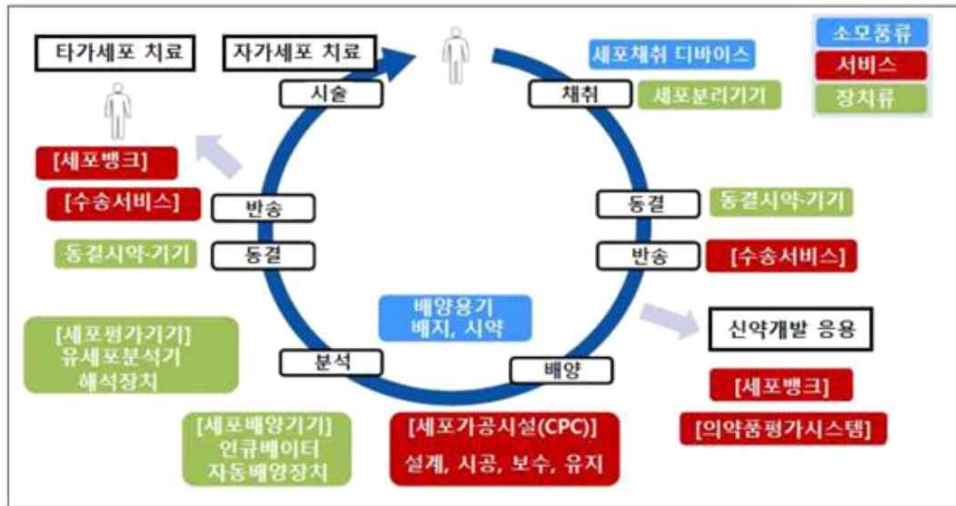 타가세포 치료
자가세포 치료
소모품류
서비스
장치류
시술
채취
세포채취 디바이스
세포분리기기
[세포뱅크]
[수송서비스]
반송
동결
동결시약·기기
동결
동결시약·기기
반송
[수송서비스]
배양용기
배지, 시약
신약개발 응용
[세포평가기기]
유세포분석기
해석장치
분석
배양
[세포뱅크]
[의약품평가시스템]
[세포배양기기]
인큐베이터
자동배양장치
[세포가공시설(CPC)]
설계, 시공, 보수, 유지